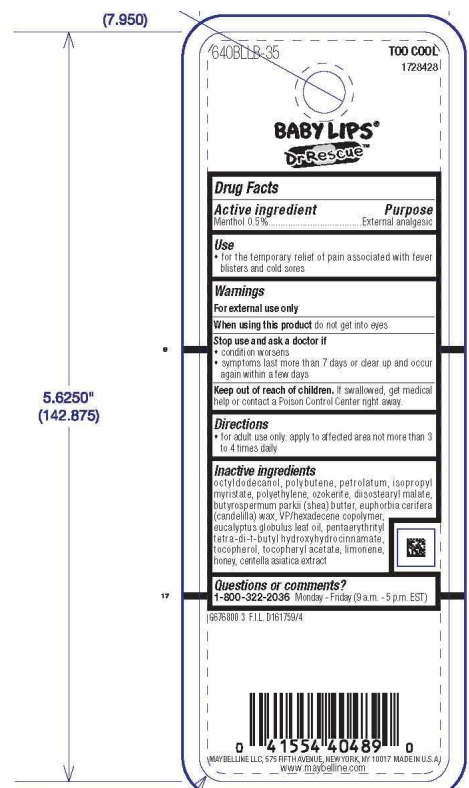 (7.950)
640BLLB-35
TOO COOL
1728428
BABY LIPS®
Dr Rescue™
Drug Facts
Active ingredient Purpose
Menthol 0.5%......................................External analgesic
Use
• for the temporary relief of pain associated with fever
blisters and cold sores
Warnings
For external use only
When using this product do not get into eyes
Stop use and ask a doctor if
• condition worsens
• symptoms last more than 7 days or clear up and occur
again within a few days
Keep out of reach of children. If swallowed, get medical
help or contact a Poison Control Center right away.
Directions
• for adult use only: apply to affected area not more than 3
to 4 times daily
Inactive ingredients
octyldodecanol, polybutene, petrolatum, isopropyl
myristate, polyethylene, ozokerite, diisostearyl malate,
butyrospermum parkii (shea) butter, euphorbia cerifera
(candelilla) wax, VP/hexadecene copolymer,
eucalyptus globulus leaf oil, pentaerythrityl
tetra-di-t-butyl hydroxyhydrocinnamate,
tocopherol, tocopheryl acetate, limonene,
honey, centella asiatica extract
Questions or comments?
1-800-322-2036 Monday - Friday (9 a.m. - 5 p.m. EST)
G676800 3 F.I.L. D161759/4
0 41554 40489 0
MAYBELLINE LLC, 575 FIFTH AVENUE, NEW YORK, NY 10017 MADE IN U.S.A.
www.maybelline.com
5.6250"
(142.875)
17